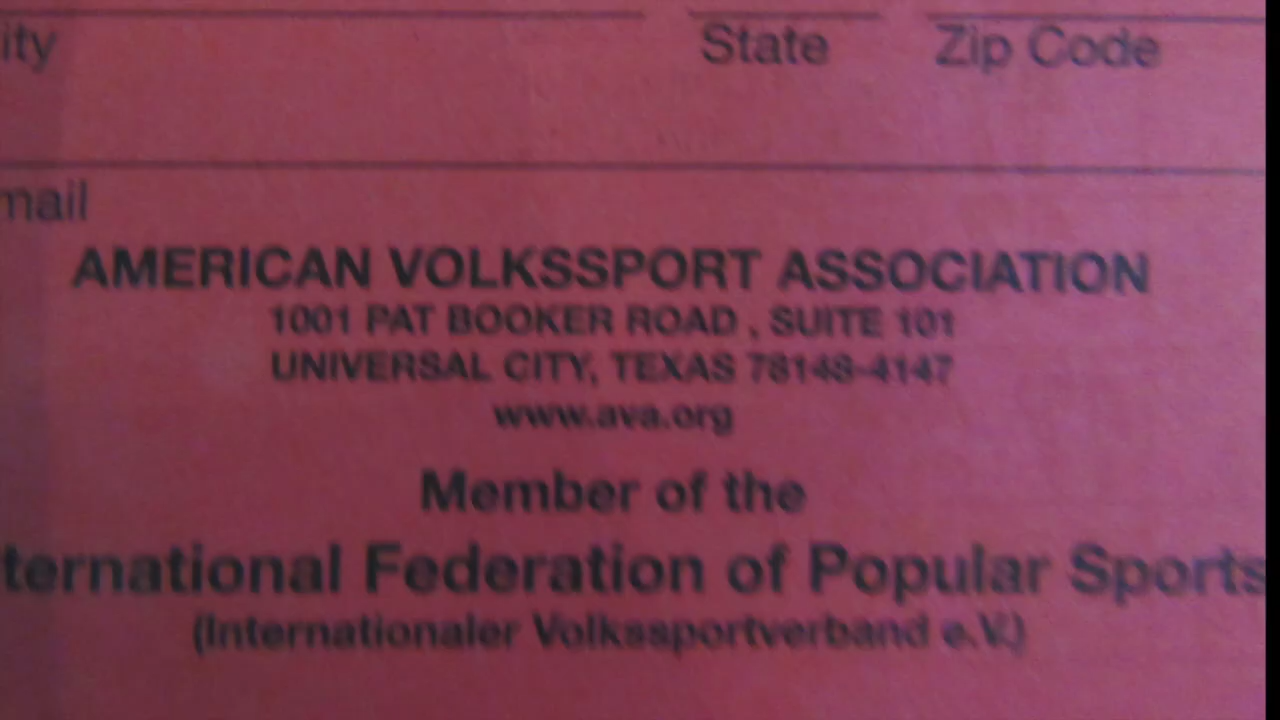 ity State Zip Code
mail
AMERICAN VOLKSSPORT ASSOCIATION
1001 PAT BOOKER ROAD , SUITE 101
UNIVERSAL CITY, TEXAS 78148-4147
www.ava.org
Member of the
ternational Federation of Popular Sports
(Internationaler Volkssportverband e.V.)